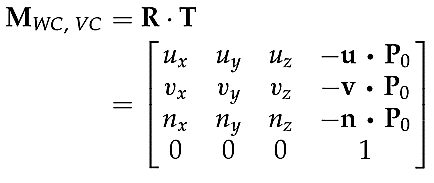 M_{WC, VC} = R · T
= [ u_x u_y u_z −u • P_0
v_x v_y v_z −v • P_0
n_x n_y n_z −n • P_0
0 0 0 1 ]